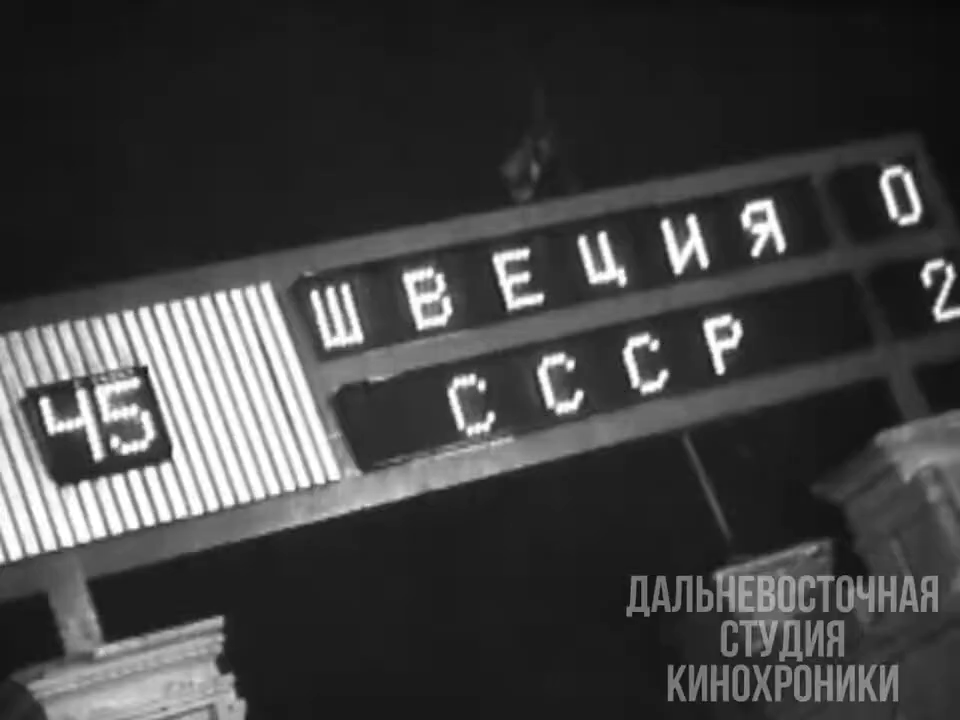 ШВЕЦИЯ 0
45
СССР 2
ДАЛЬНЕВОСТОЧНАЯ
СТУДИЯ
КИНОХРОНИКИ